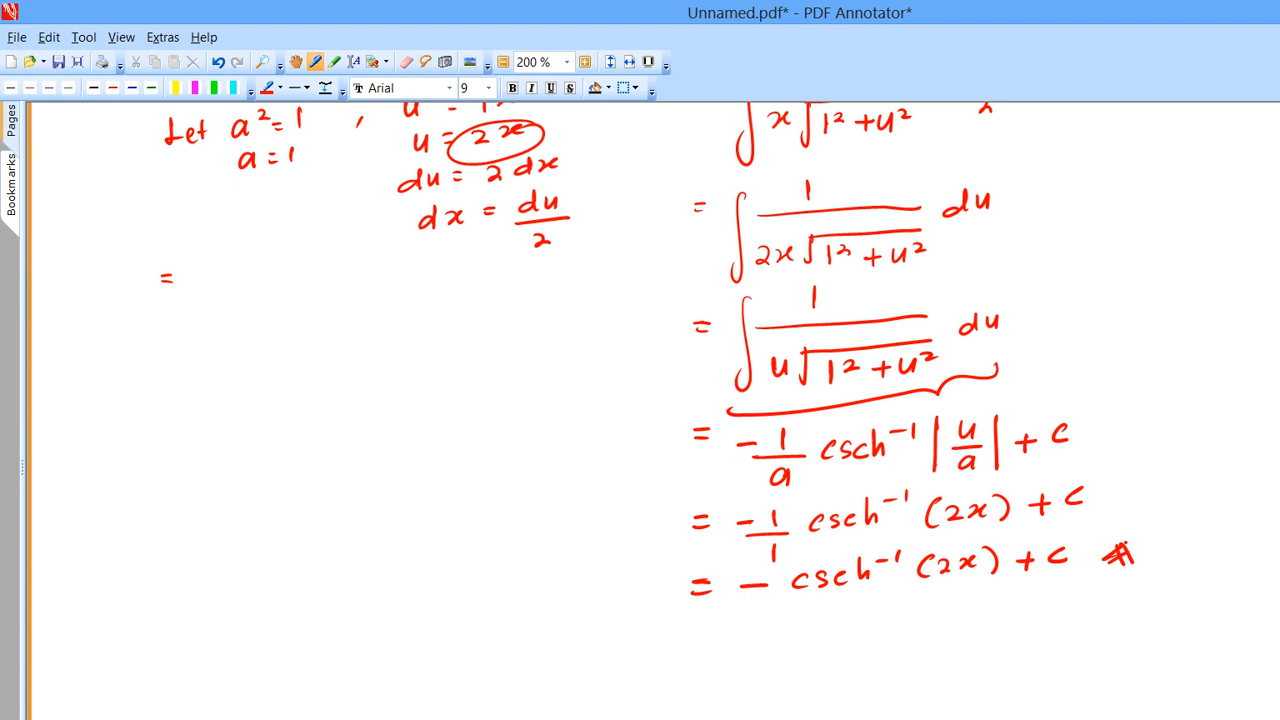 Unnamed.pdf* - PDF Annotator*
File Edit Tool View Extras Help
200 %
Arial 9 B I U S
Pages
Bookmarks
Let a² = 1 ,
a = 1
u = 2x
du = 2 dx
dx = du/2
=
∫ x√(1² + u²) 2
= ∫ 1/(2x√(1² + u²)) du
= ∫ 1/(u√(1² + u²)) du
= -1/a csch⁻¹ |u/a| + c
= -1/1 csch⁻¹ (2x) + c
= - csch⁻¹ (2x) + c